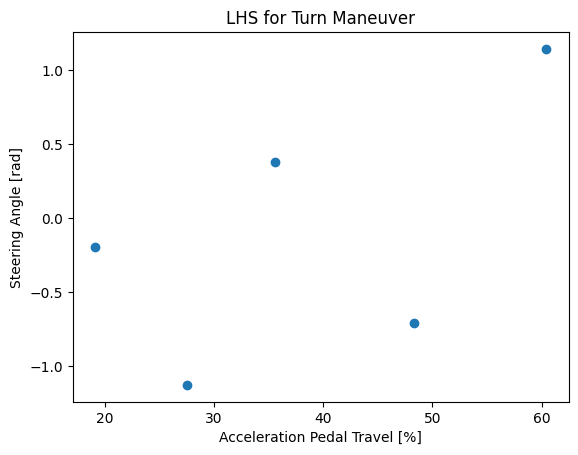 LHS for Turn Maneuver
Steering Angle [rad]
1.0
0.5
0.0
−0.5
−1.0
20 30 40 50 60
Acceleration Pedal Travel [%]